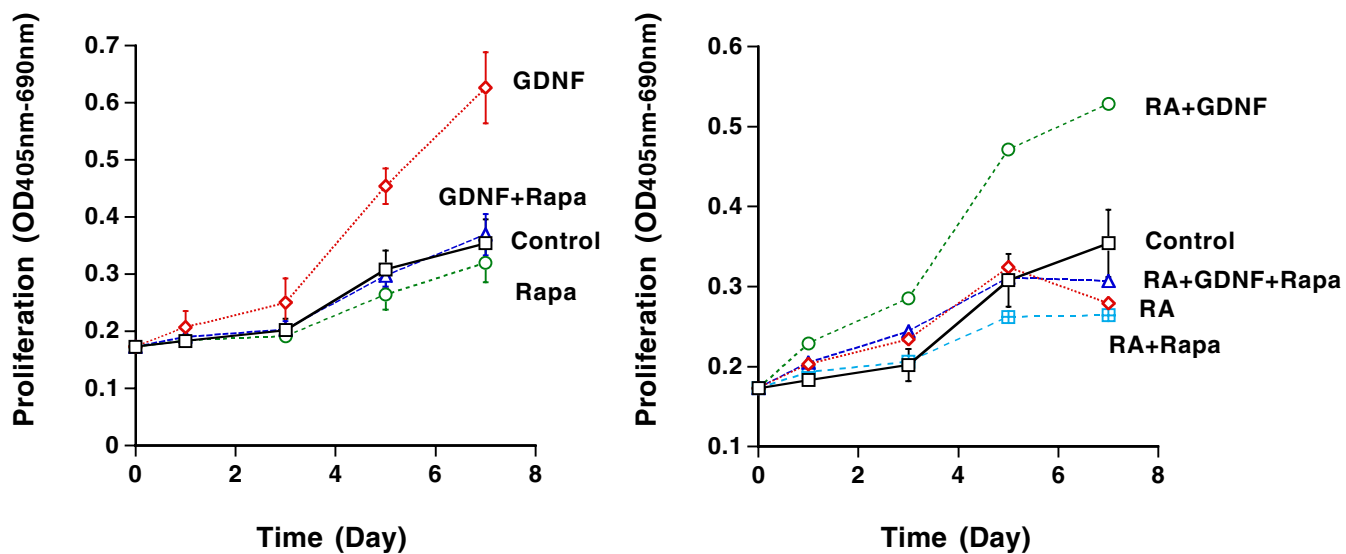 Proliferation (OD405nm-690nm)
0.7
0.6
0.5
0.4
0.3
0.2
0.1
0
0 2 4 6 8
Time (Day)
GDNF
GDNF+Rapa
Control
Rapa
Proliferation (OD405nm-690nm)
0.6
0.5
0.4
0.3
0.2
0.1
0 2 4 6 8
Time (Day)
RA+GDNF
Control
RA+GDNF+Rapa
RA
RA+Rapa